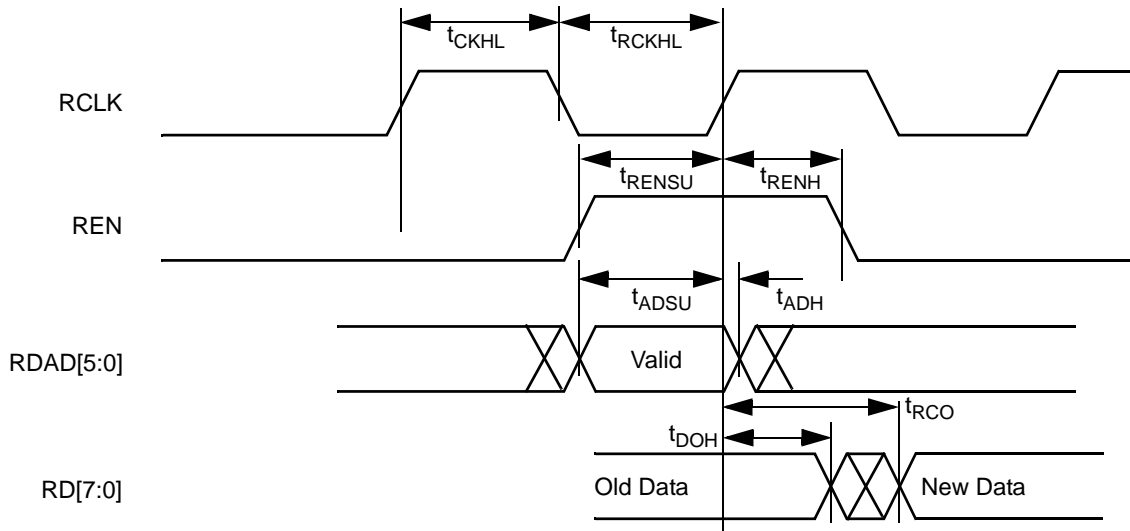 tCKHL tRCKHL
RCLK
tRENSU tRENH
REN
tADSU tADH
RDAD[5:0] Valid
tRCO
tDOH
RD[7:0] Old Data New Data